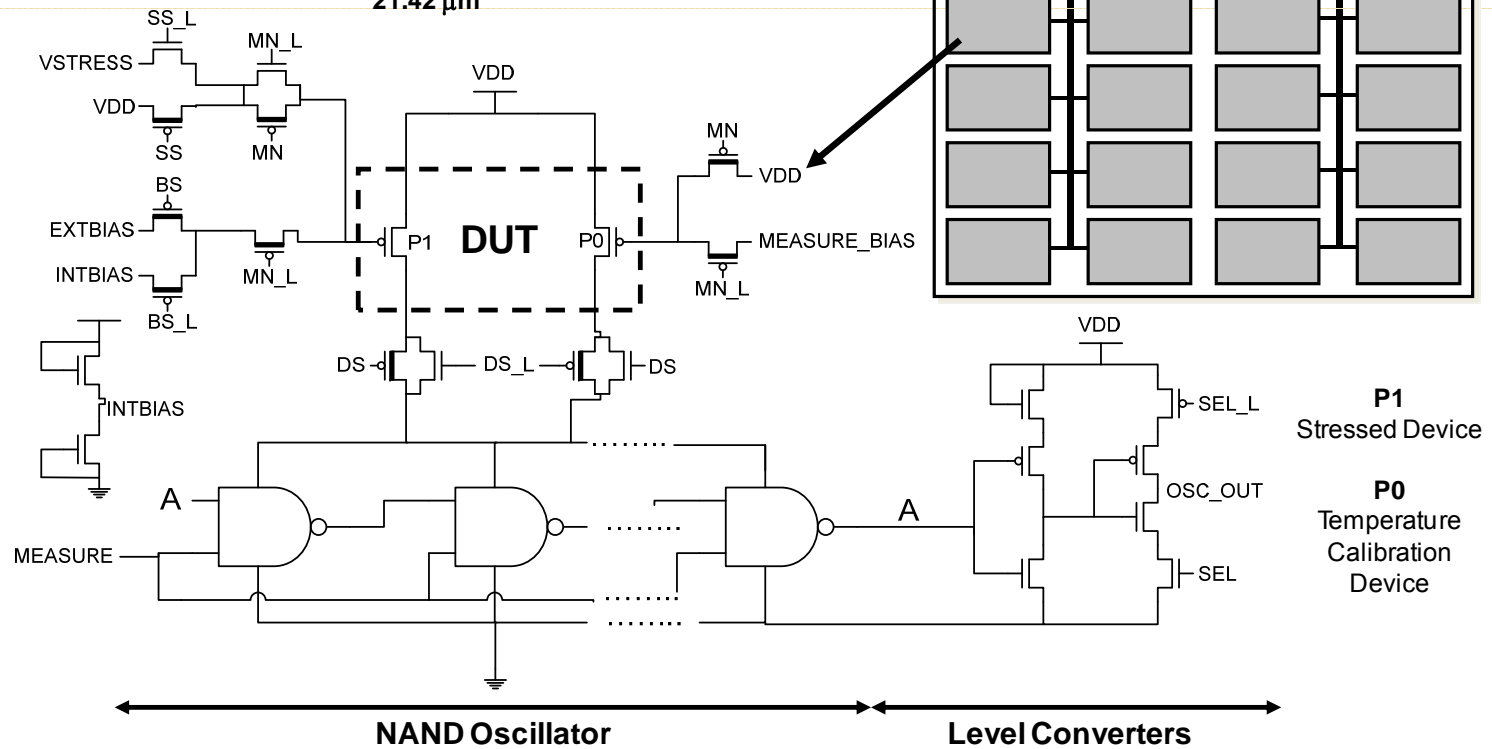 21.42 µm
SS_L
MN_L
VSTRESS
VDD
VDD
SS
MN
MN
VDD
BS
EXTBIAS
P1
DUT
P0
MEASURE_BIAS
INTBIAS
MN_L
MN_L
BS_L
VDD
DS
DS_L
DS
SEL_L
P1
Stressed Device
INTBIAS
A
OSC_OUT
P0
Temperature
Calibration
Device
A
MEASURE
SEL
NAND Oscillator
Level Converters